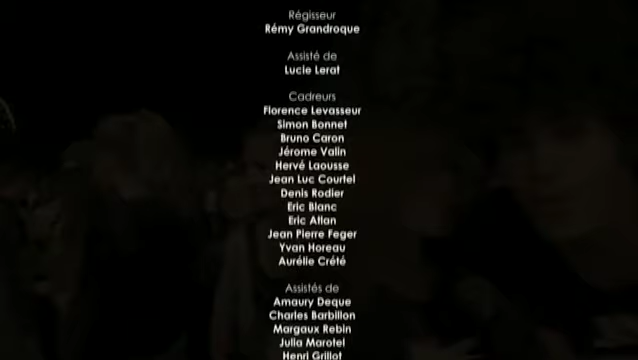 Régisseur
Rémy Grandroque
Assisté de
Lucie Lerat
Cadreurs
Florence Levasseur
Simon Bonnet
Bruno Caron
Jérome Valin
Hervé Laousse
Jean Luc Courtel
Denis Rodier
Eric Blanc
Eric Atlan
Jean Pierre Feger
Yvan Horeau
Aurélie Crété
Assistés de
Amaury Deque
Charles Barbillon
Margaux Rebin
Julia Marotel
Henri Grillot